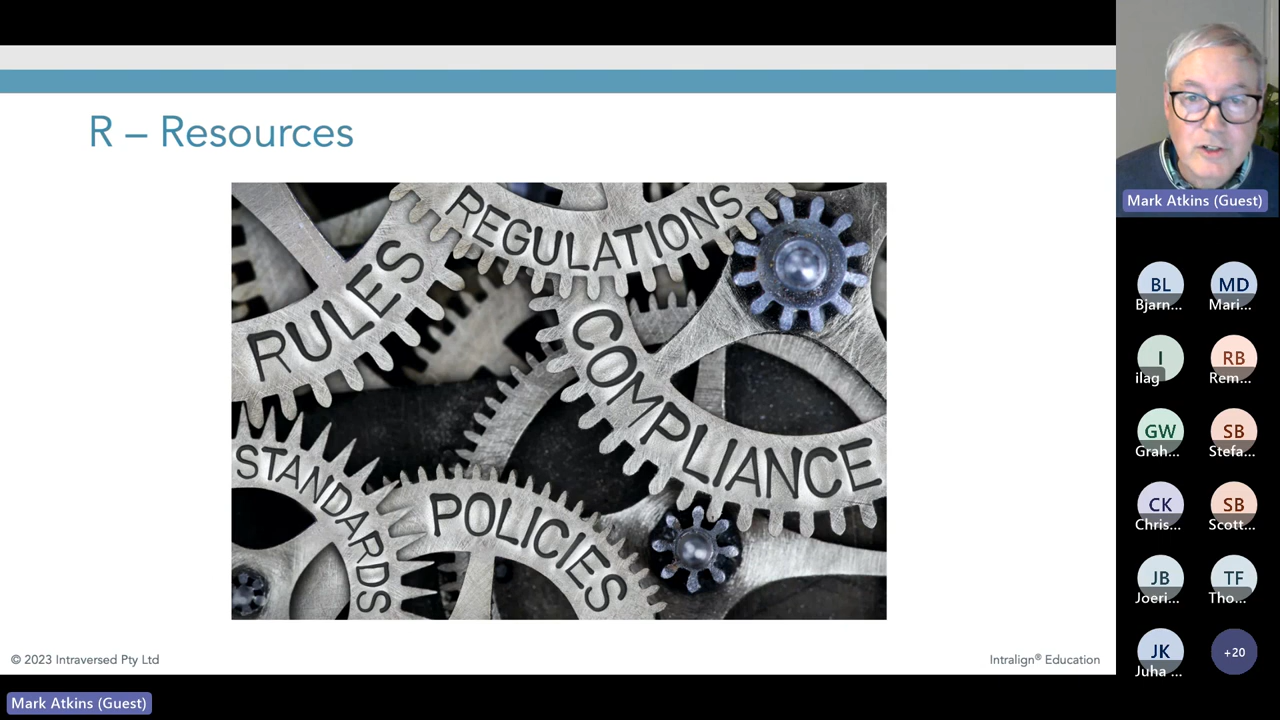 R – Resources
REGULATIONS
RULES
COMPLIANCE
STANDARDS
POLICIES
© 2023 Intraversed Pty Ltd
Intralign® Education
Mark Atkins (Guest)
Mark Atkins (Guest)
BL
Bjarn...
MD
Mari...
I
ilag
RB
Rem...
GW
Grah...
SB
Stefa...
CK
Chris...
SB
Scott...
JB
Joeri...
TF
Tho...
JK
Juha ...
+20